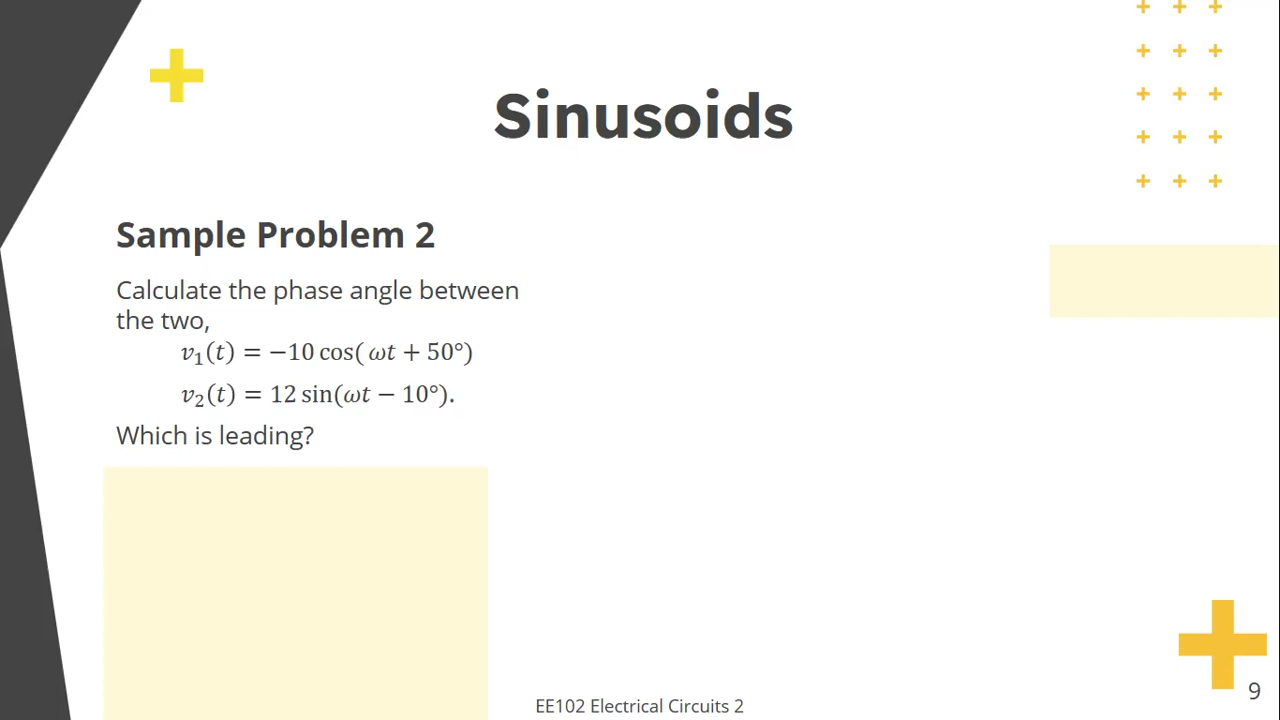 Sinusoids
Sample Problem 2
Calculate the phase angle between
the two,
𝑣₁(𝑡) = −10 cos( 𝜔𝑡 + 50°)
𝑣₂(𝑡) = 12 sin(𝜔𝑡 − 10°).
Which is leading?
EE102 Electrical Circuits 2
9